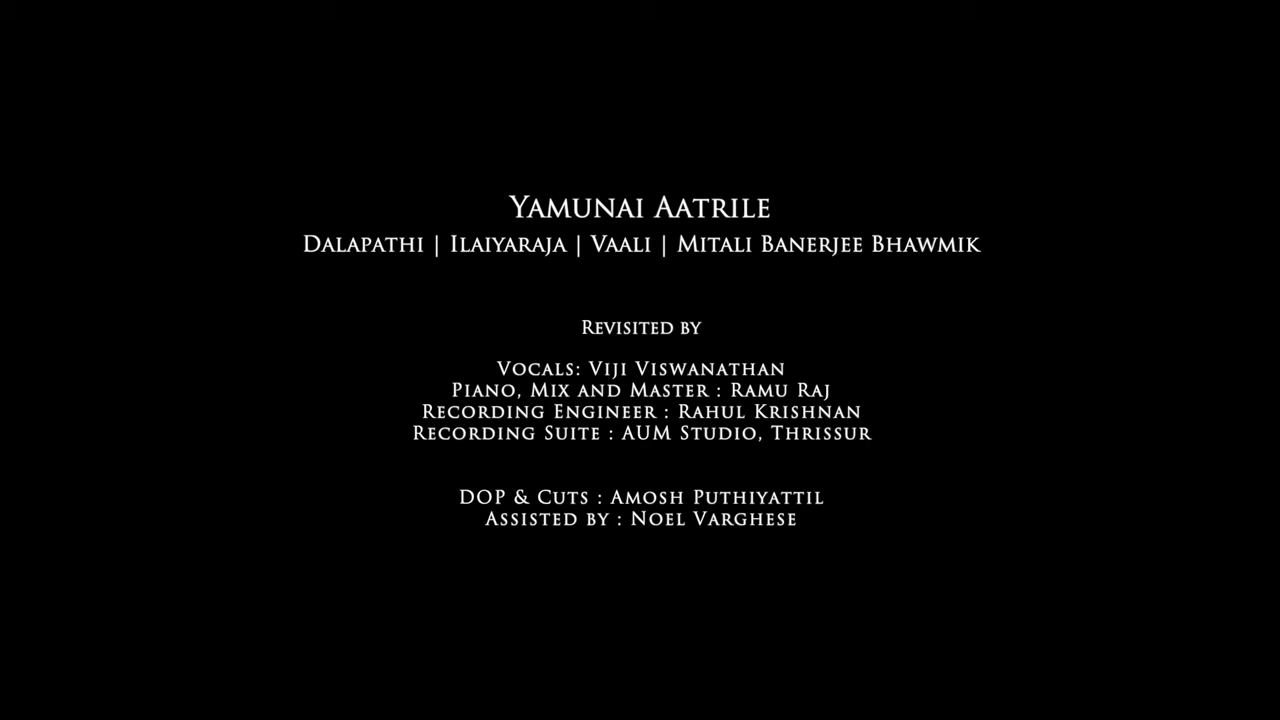 Yamunai Aatrile
Dalapathi | Ilaiyaraja | Vaali | Mitali Banerjee Bhawmik
Revisited by
Vocals: Viji Viswanathan
Piano, Mix and Master : Ramu Raj
Recording Engineer : Rahul Krishnan
Recording Suite : AUM Studio, Thrissur
DOP & Cuts : Amosh Puthiyattil
Assisted by : Noel Varghese